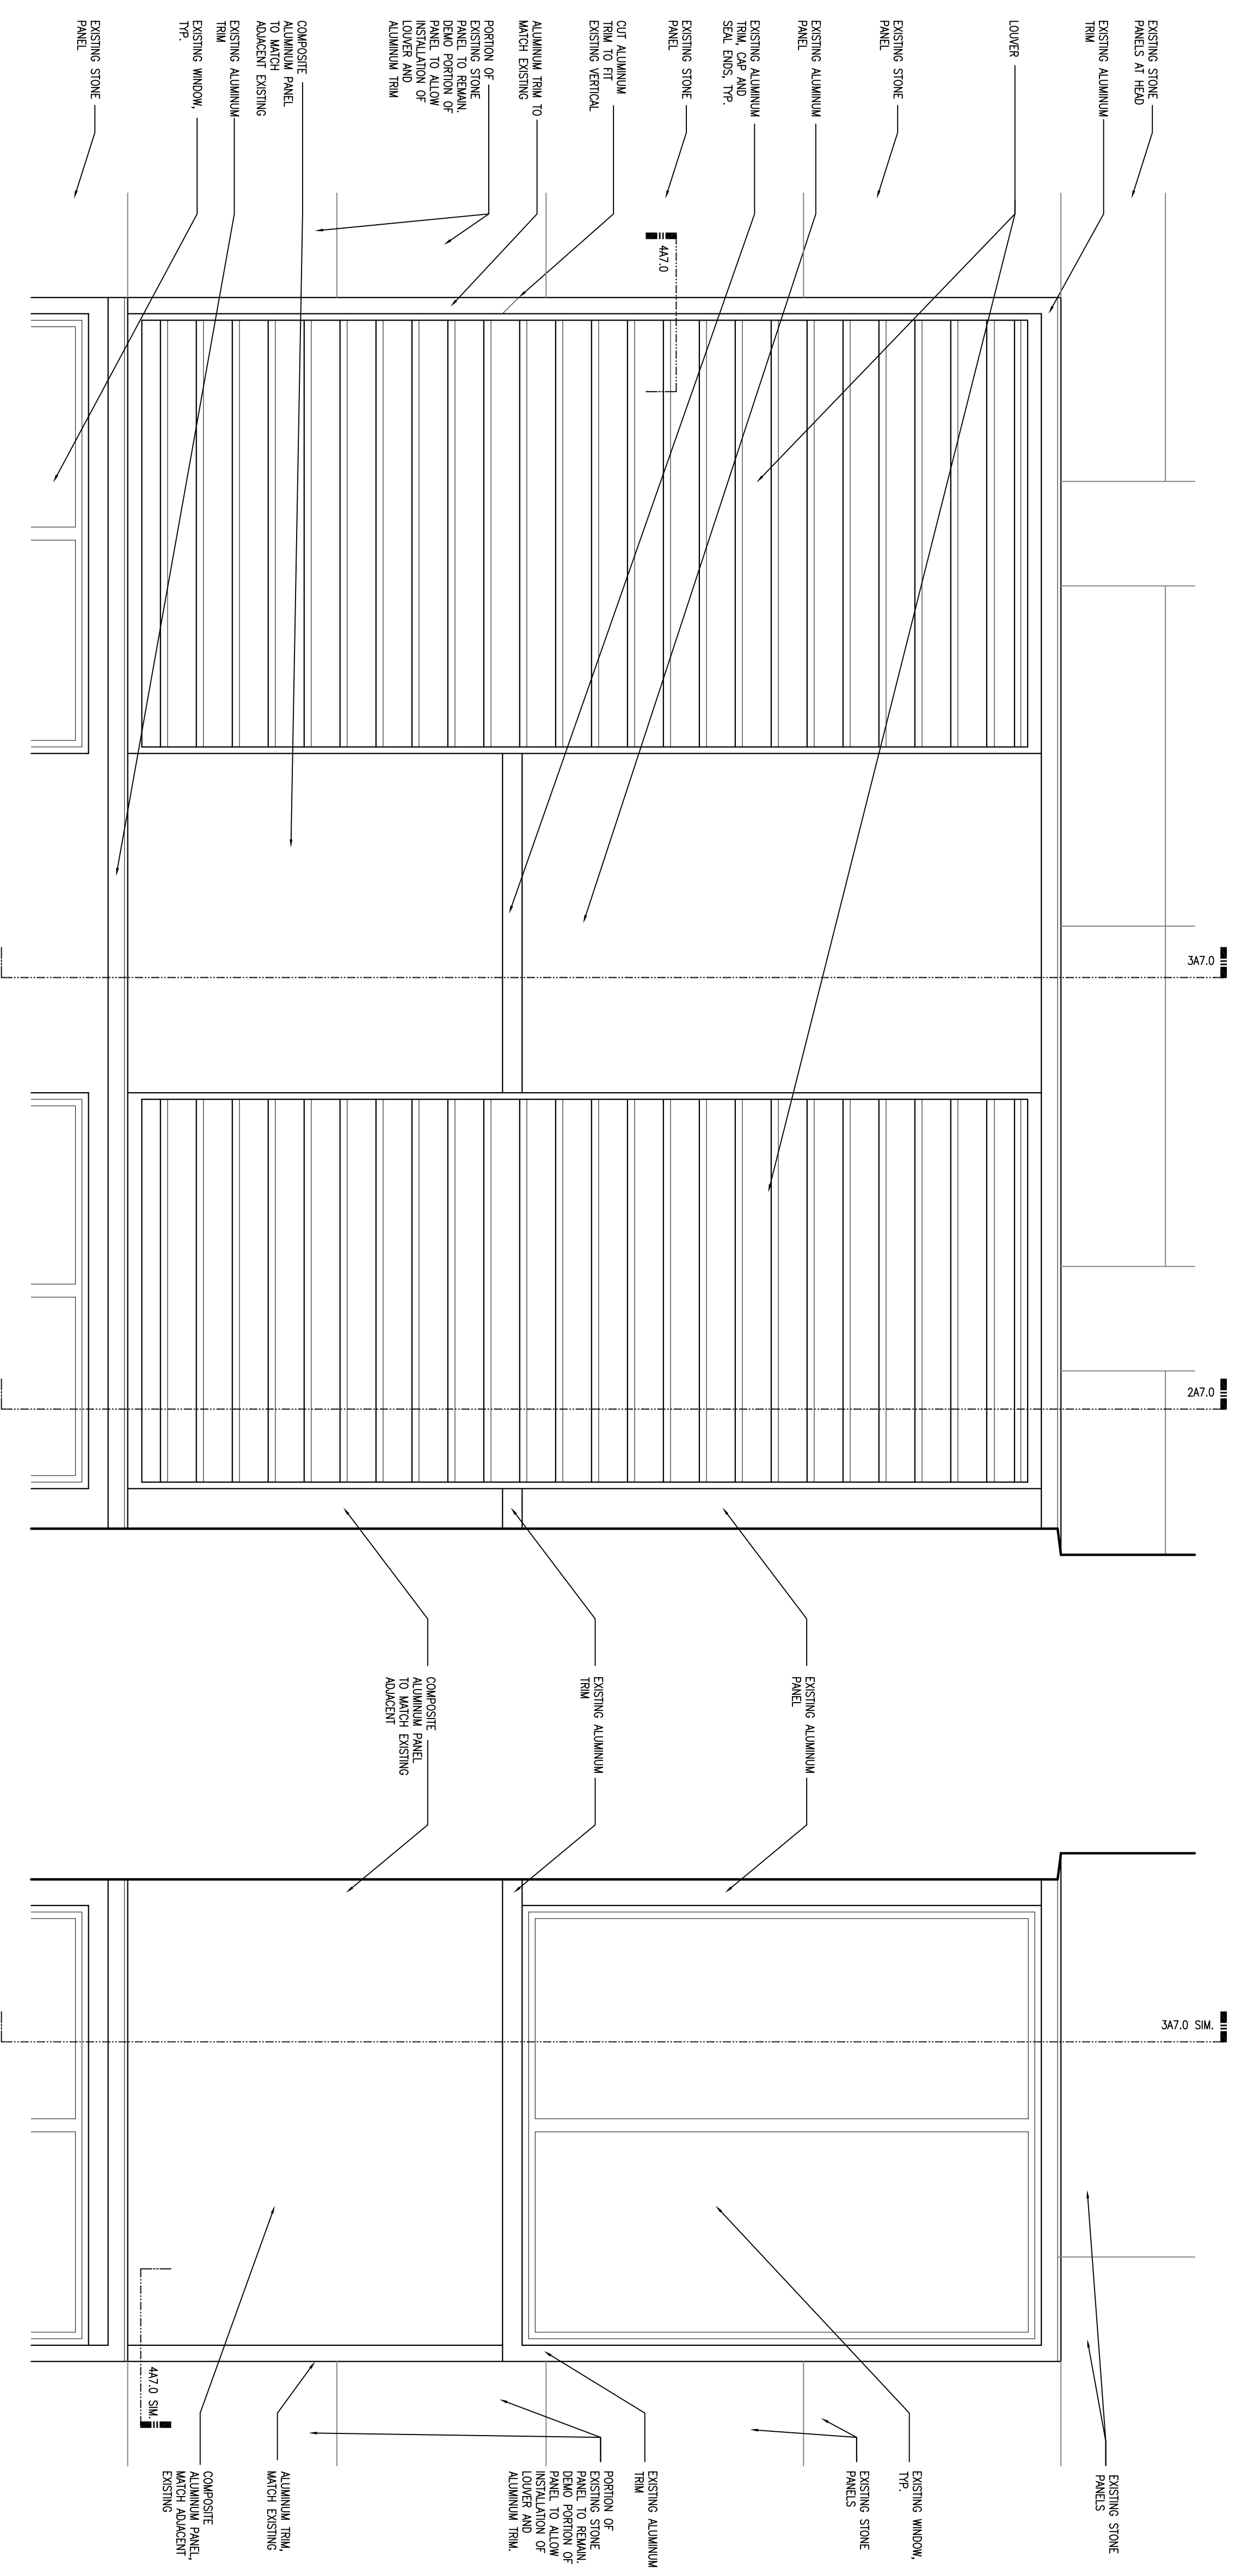 EXISTING STONE
PANELS AT HEAD
EXISTING ALUMINUM
TRIM
LOUVER
EXISTING STONE
PANEL
EXISTING ALUMINUM
PANEL
EXISTING ALUMINUM
TRIM, CAP AND
SEAL ENDS, TYP.
EXISTING STONE
PANEL
CUT ALUMINUM
TRIM TO FIT
EXISTING VERTICAL
ALUMINUM TRIM TO
MATCH EXISTING
PORTION OF
EXISTING STONE
PANEL TO REMAIN.
DEMO PORTION OF
PANEL TO ALLOW
INSTALLATION OF
LOUVER AND
ALUMINUM TRIM
COMPOSITE
ALUMINUM PANEL
TO MATCH
ADJACENT EXISTING
EXISTING ALUMINUM
TRIM
EXISTING WINDOW,
TYP.
EXISTING STONE
PANEL
4A7.0
3A7.0
2A7.0
EXISTING ALUMINUM
PANEL
EXISTING ALUMINUM
TRIM
COMPOSITE
ALUMINUM PANEL
TO MATCH EXISTING
ADJACENT
3A7.0 SIM.
4A7.0 SIM.
EXISTING STONE
PANELS
EXISTING WINDOW,
TYP.
EXISTING STONE
PANELS
EXISTING ALUMINUM
TRIM
PORTION OF
EXISTING STONE
PANEL TO REMAIN.
DEMO PORTION OF
PANEL TO ALLOW
INSTALLATION OF
LOUVER AND
ALUMINUM TRIM.
ALUMINUM TRIM,
MATCH EXISTING
COMPOSITE
ALUMINUM PANEL,
MATCH ADJACENT
EXISTING